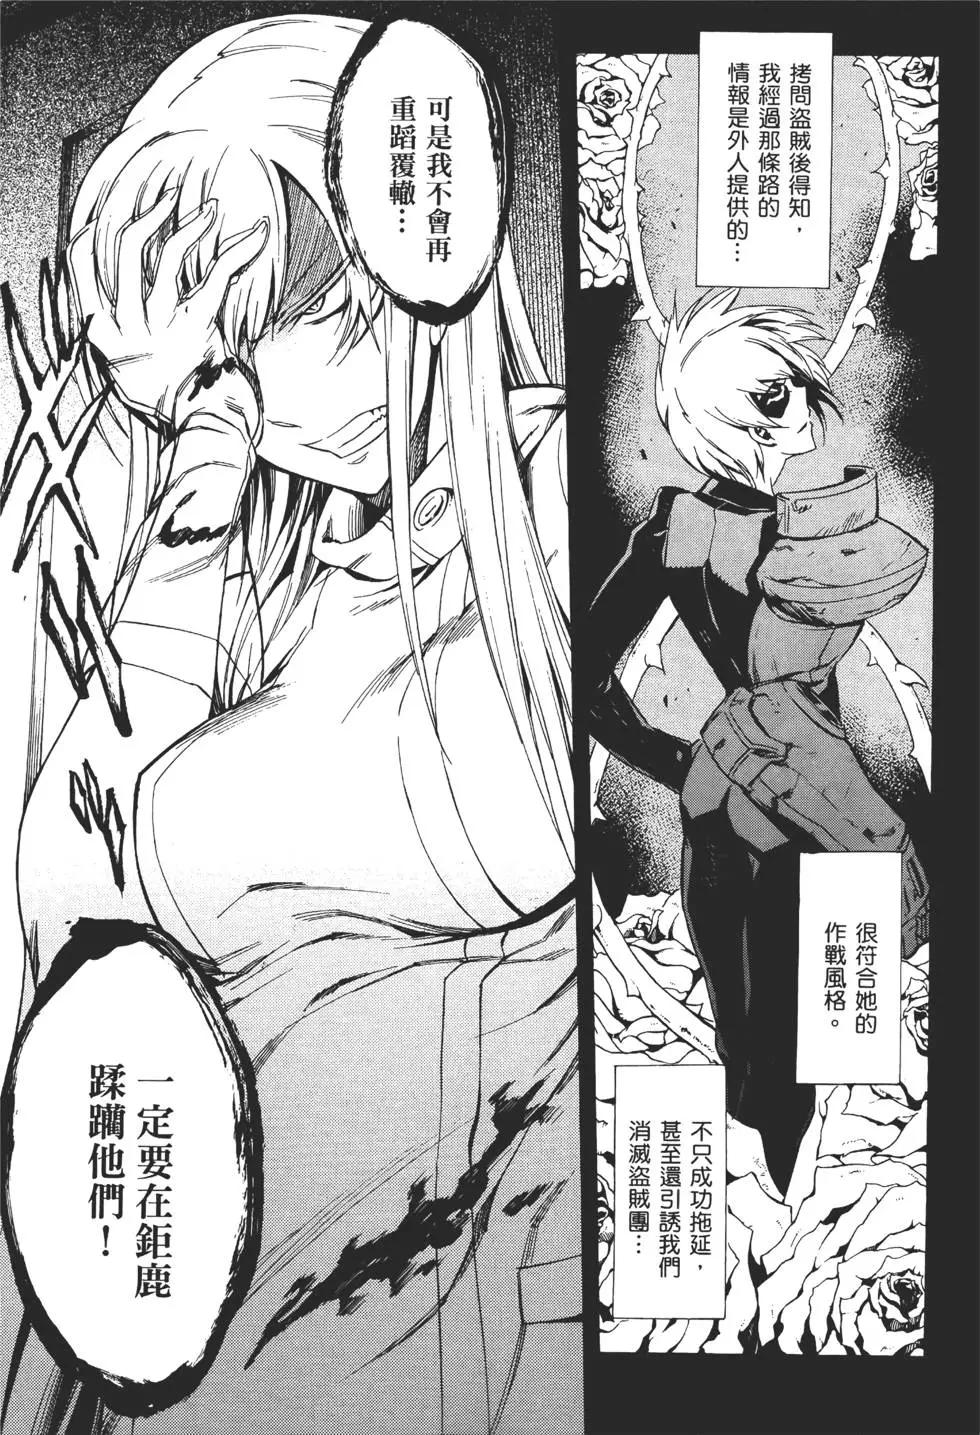 拷問盜賊後得知，
我經過那條路的
情報是外人提供的…
很符合她的
作戰風格。
不只成功拖延，
甚至還引誘我們
消滅盜賊團…
可是我不會再
重蹈覆轍…
一定要在鉅鹿
蹂躪他們！